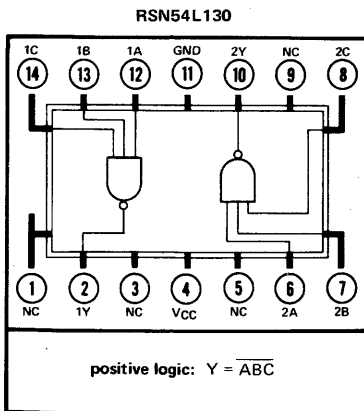 RSN54L130
1C 1B 1A GND 2Y NC 2C
14 13 12 11 10 9 8
1 2 3 4 5 6 7
NC 1Y NC VCC NC 2A 2B
positive logic: Y = \overline{ABC}